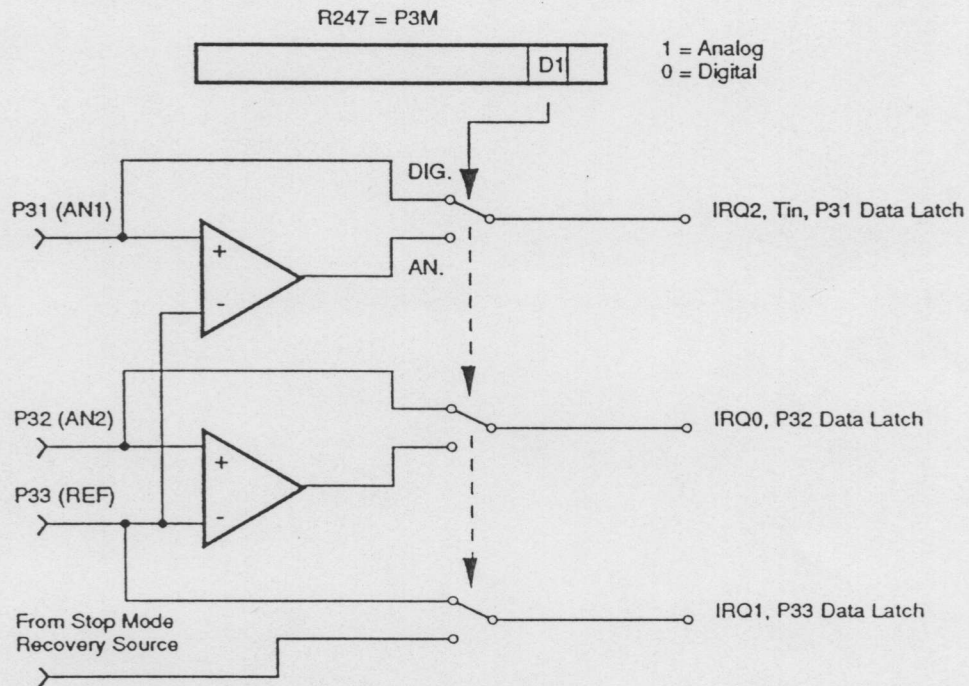 R247 = P3M
D1
1 = Analog
0 = Digital
DIG.
P31 (AN1)
+
-
AN.
IRQ2, Tin, P31 Data Latch
P32 (AN2)
+
-
IRQ0, P32 Data Latch
P33 (REF)
From Stop Mode
Recovery Source
IRQ1, P33 Data Latch